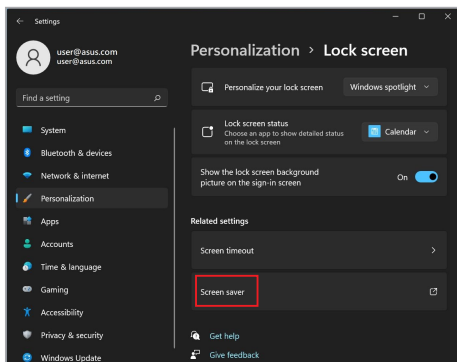 Settings
user@asus.com
user@asus.com
Find a setting
System
Bluetooth & devices
Network & internet
Personalization
Apps
Accounts
Time & language
Gaming
Accessibility
Privacy & security
Windows Update
Personalization > Lock screen
Personalize your lock screen
Windows spotlight
Lock screen status
Choose an app to show detailed status
on the lock screen
Calendar
Show the lock screen background
picture on the sign-in screen
On
Related settings
Screen timeout
Screen saver
Get help
Give feedback